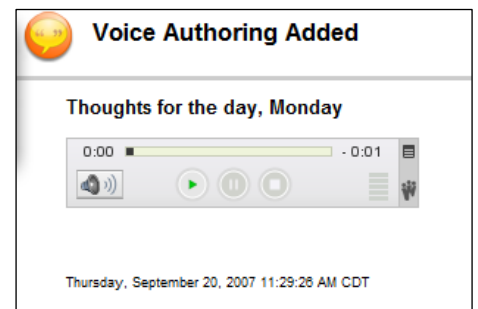 Voice Authoring Added
Thoughts for the day, Monday
0:00 - 0:01
Thursday, September 20, 2007 11:29:26 AM CDT